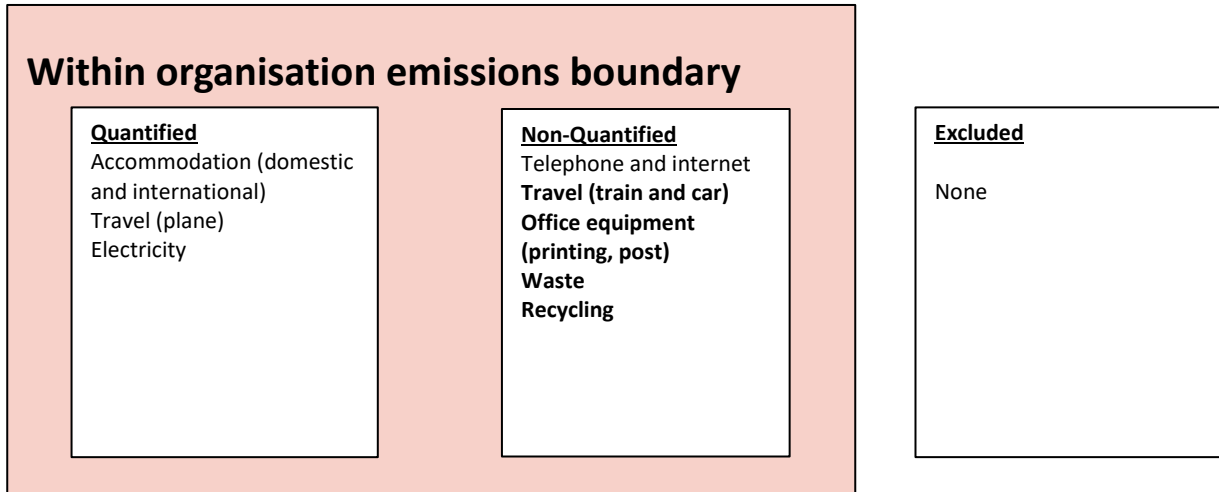 Within organisation emissions boundary
Quantified
Accommodation (domestic
and international)
Travel (plane)
Electricity
Non-Quantified
Telephone and internet
Travel (train and car)
Office equipment
(printing, post)
Waste
Recycling
Excluded
None